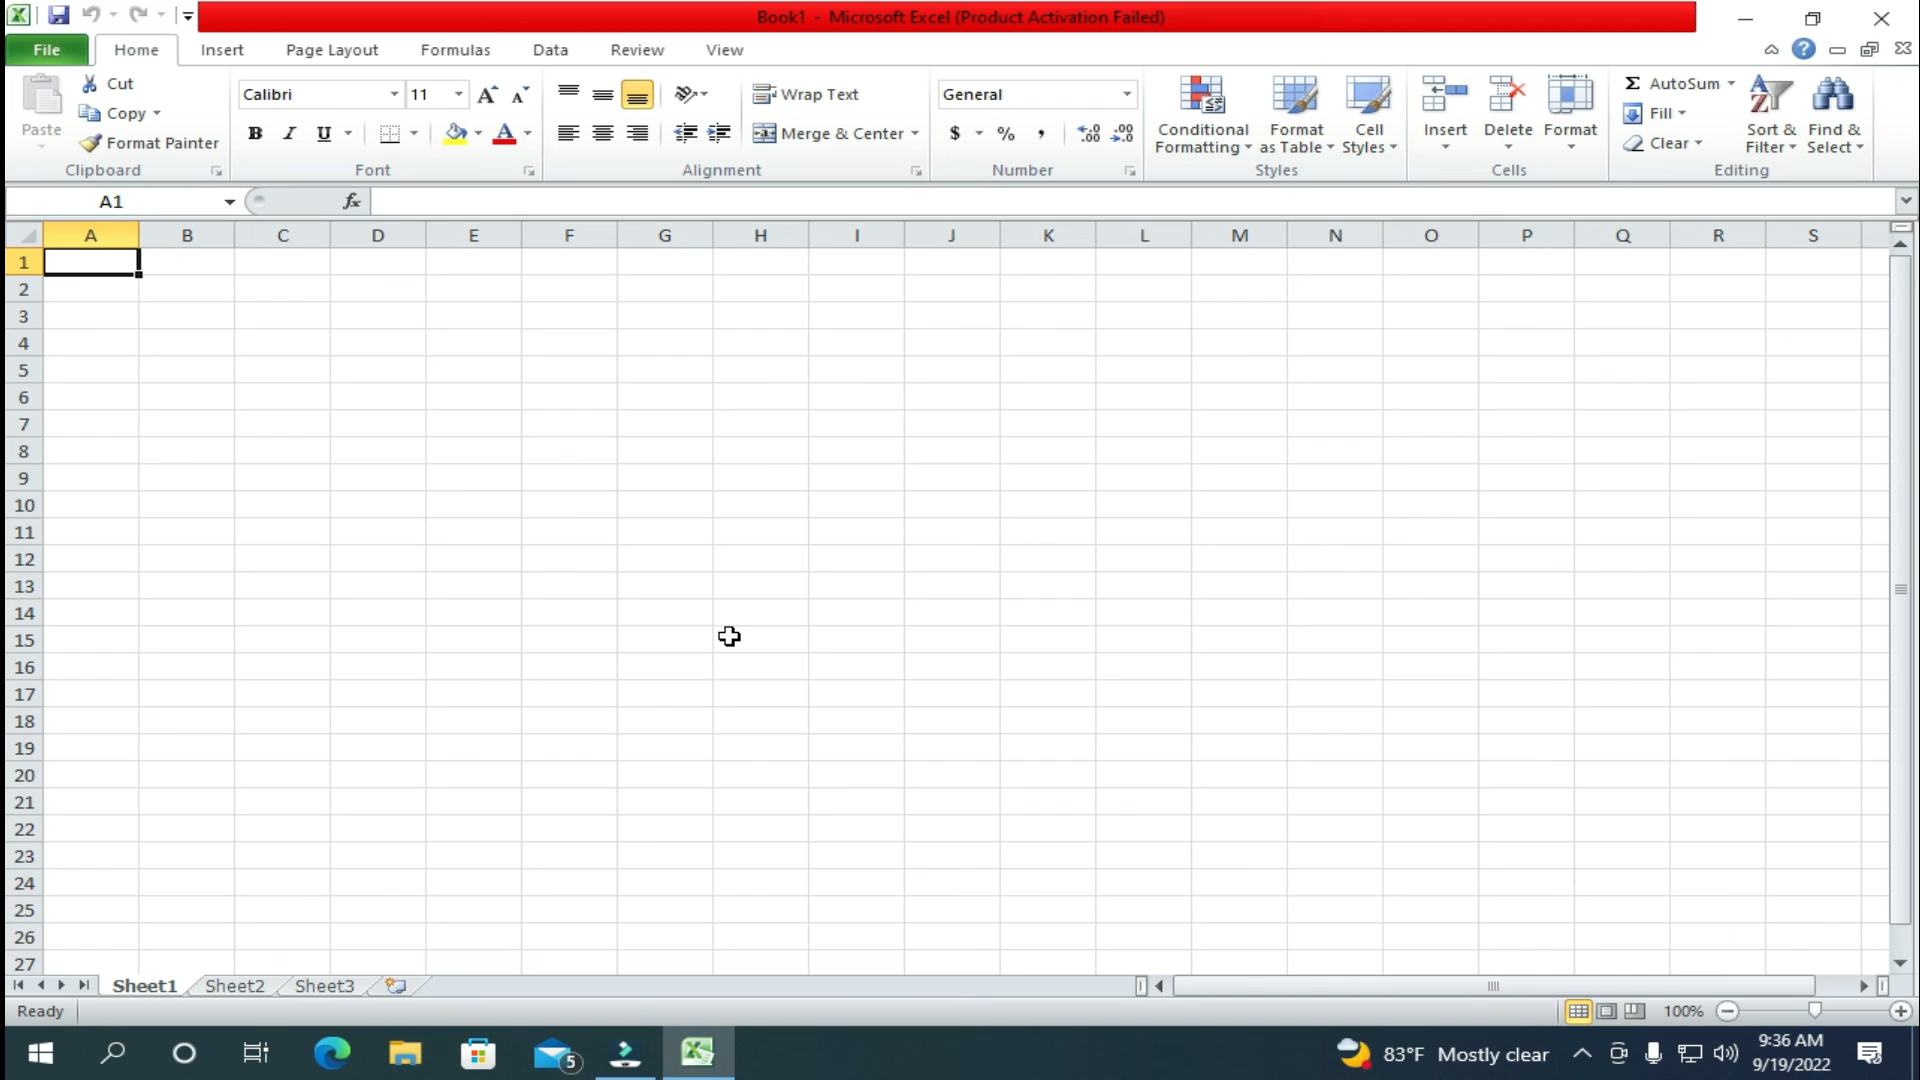 Book1 - Microsoft Excel (Product Activation Failed)
File Home Insert Page Layout Formulas Data Review View
Paste
Cut
Copy
Format Painter
Clipboard
Calibri 11
B I U A
Font
Wrap Text
Merge & Center
Alignment
General
$ % ,
Number
Conditional Formatting
Format as Table
Cell Styles
Styles
Insert Delete Format
Cells
Σ AutoSum
Fill
Clear
Sort & Filter
Find & Select
Editing
A1 fx
A B C D E F G H I J K L M N O P Q R S
1
2
3
4
5
6
7
8
9
10
11
12
13
14
15
16
17
18
19
20
21
22
23
24
25
26
27
Sheet1 Sheet2 Sheet3
Ready 100%
5 83°F Mostly clear 9:36 AM
9/19/2022